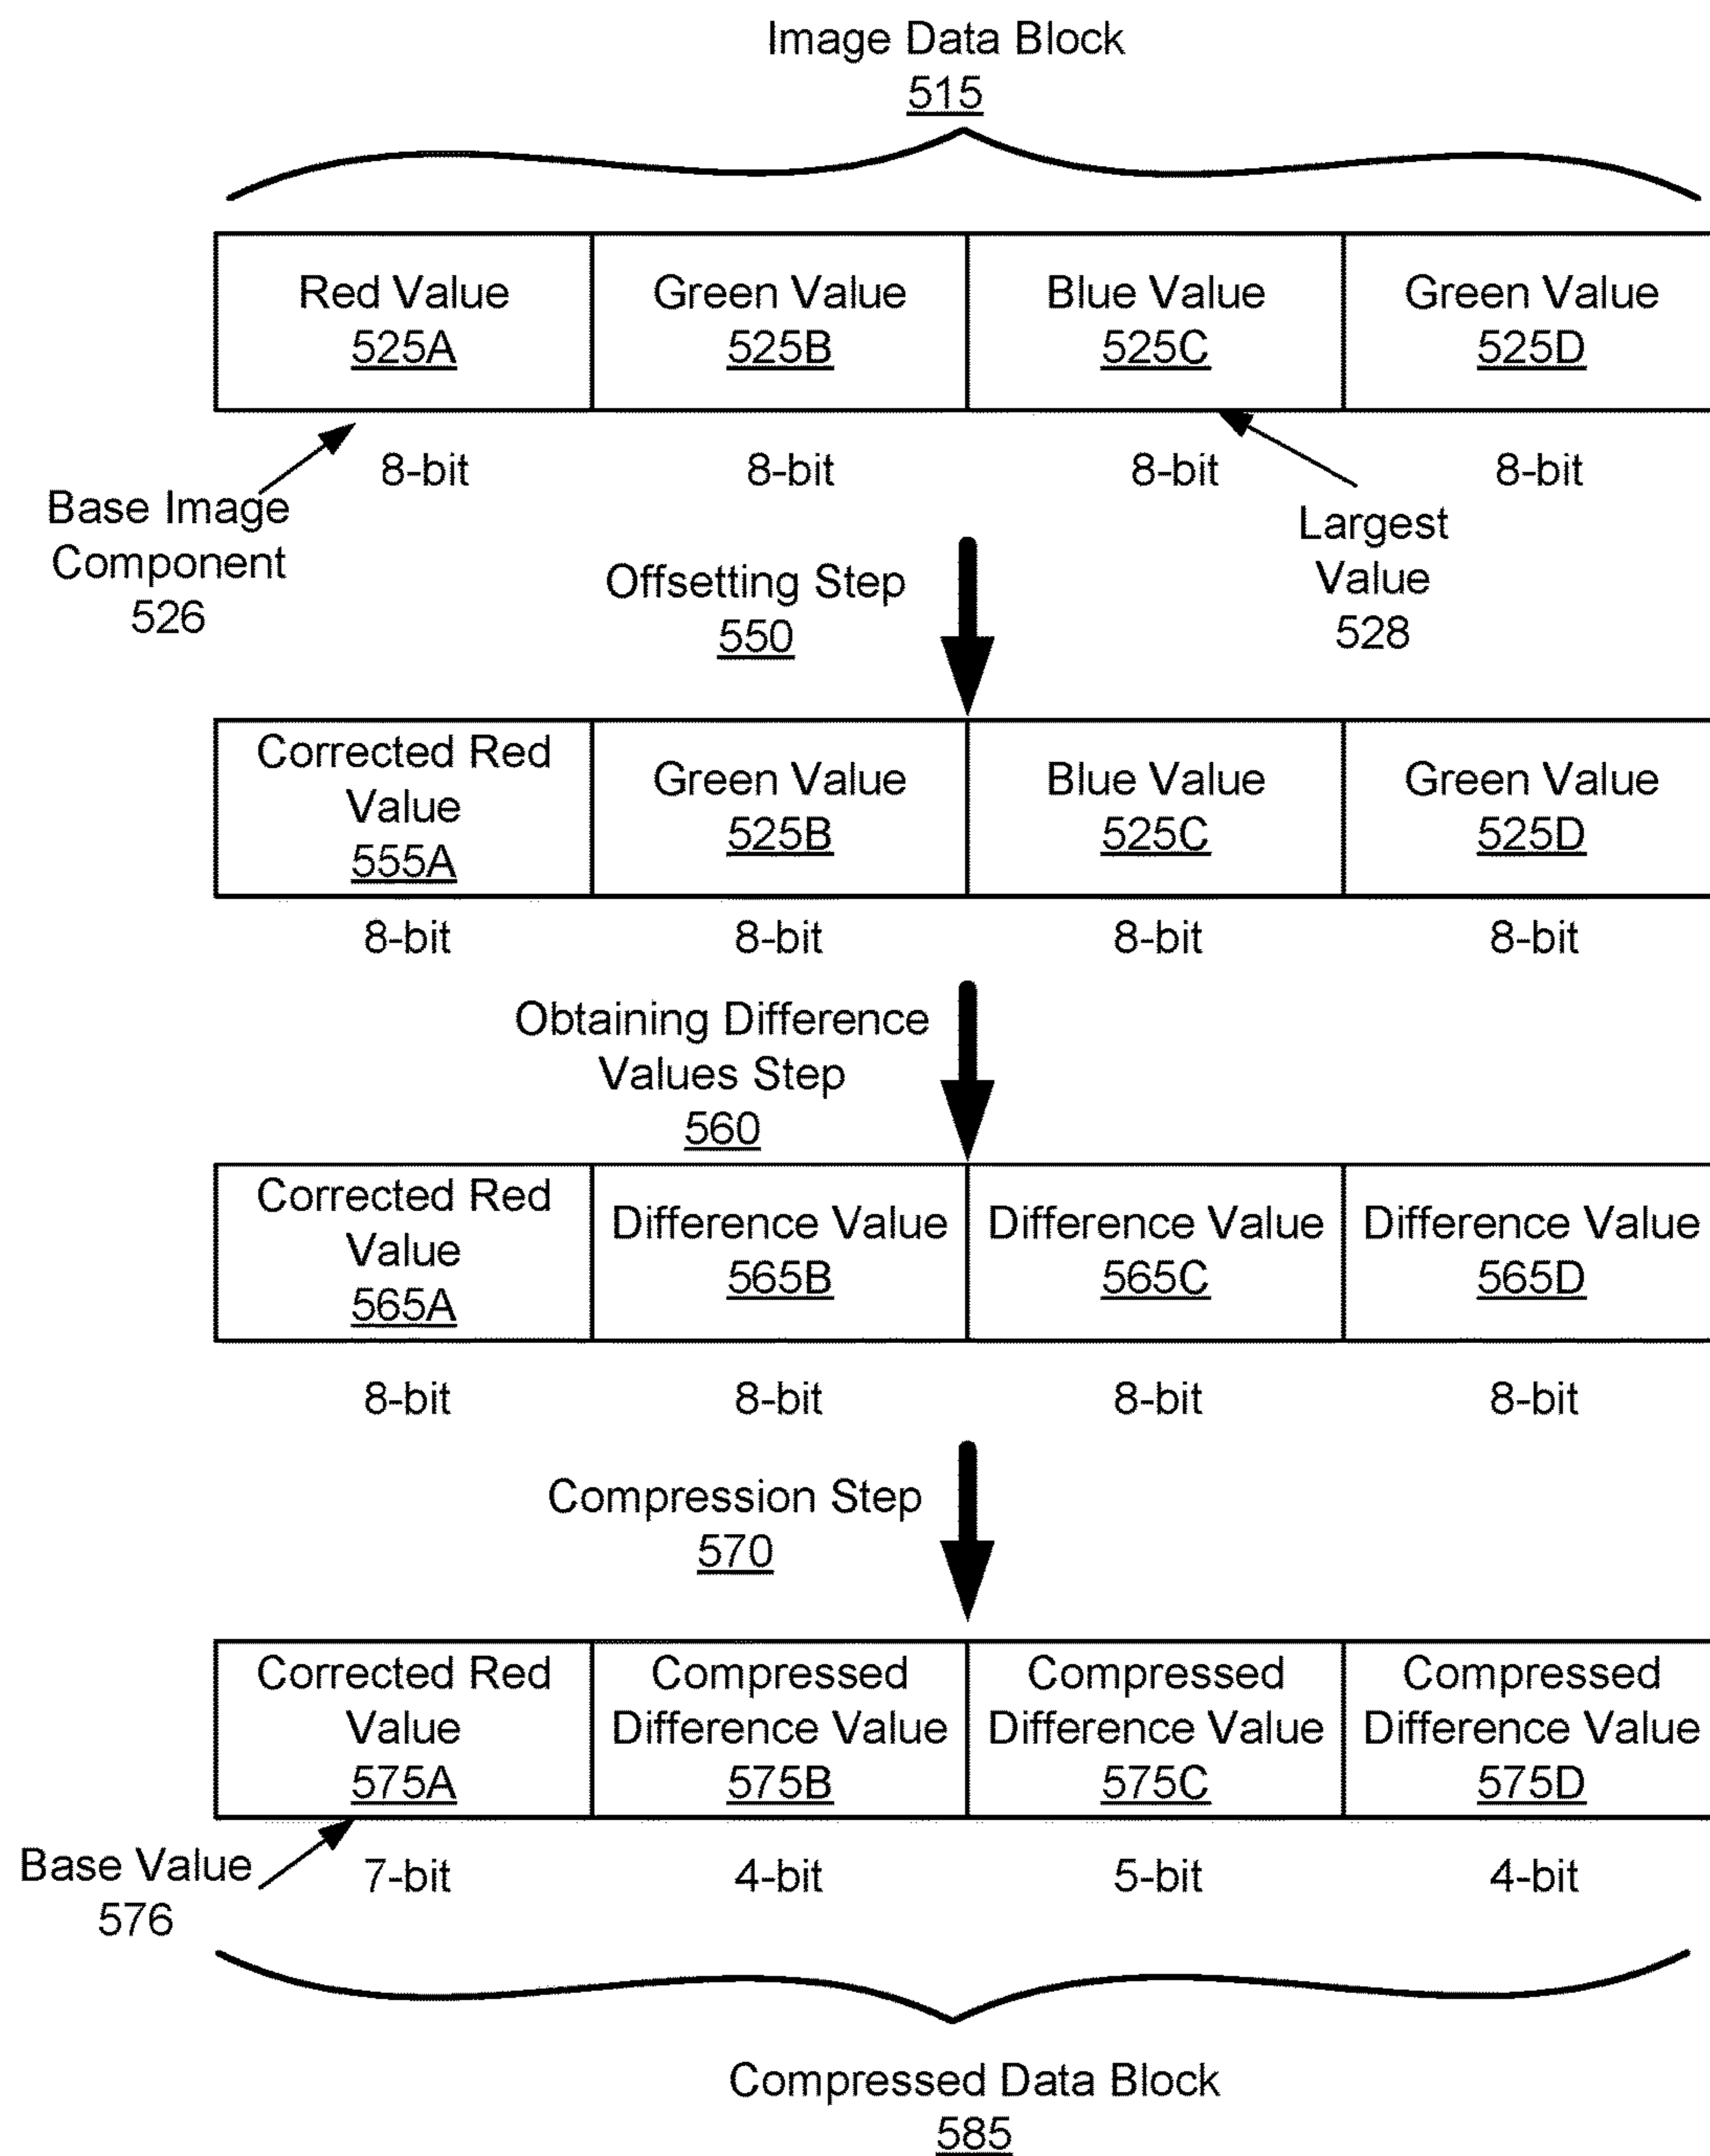 Image Data Block
515
Red Value
525A
Green Value
525B
Blue Value
525C
Green Value
525D
8-bit
8-bit
8-bit
8-bit
Base Image
Component
526
Largest
Value
528
Offsetting Step
550
Corrected Red
Value
555A
Green Value
525B
Blue Value
525C
Green Value
525D
8-bit
8-bit
8-bit
8-bit
Obtaining Difference
Values Step
560
Corrected Red
Value
565A
Difference Value
565B
Difference Value
565C
Difference Value
565D
8-bit
8-bit
8-bit
8-bit
Compression Step
570
Corrected Red
Value
575A
Compressed
Difference Value
575B
Compressed
Difference Value
575C
Compressed
Difference Value
575D
Base Value
576
7-bit
4-bit
5-bit
4-bit
Compressed Data Block
585